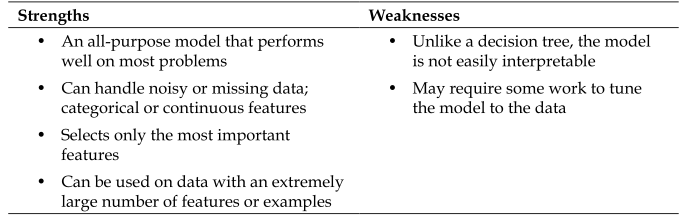 Strengths
Weaknesses
• An all-purpose model that performs
well on most problems
• Can handle noisy or missing data;
categorical or continuous features
• Selects only the most important
features
• Can be used on data with an extremely
large number of features or examples
• Unlike a decision tree, the model
is not easily interpretable
• May require some work to tune
the model to the data